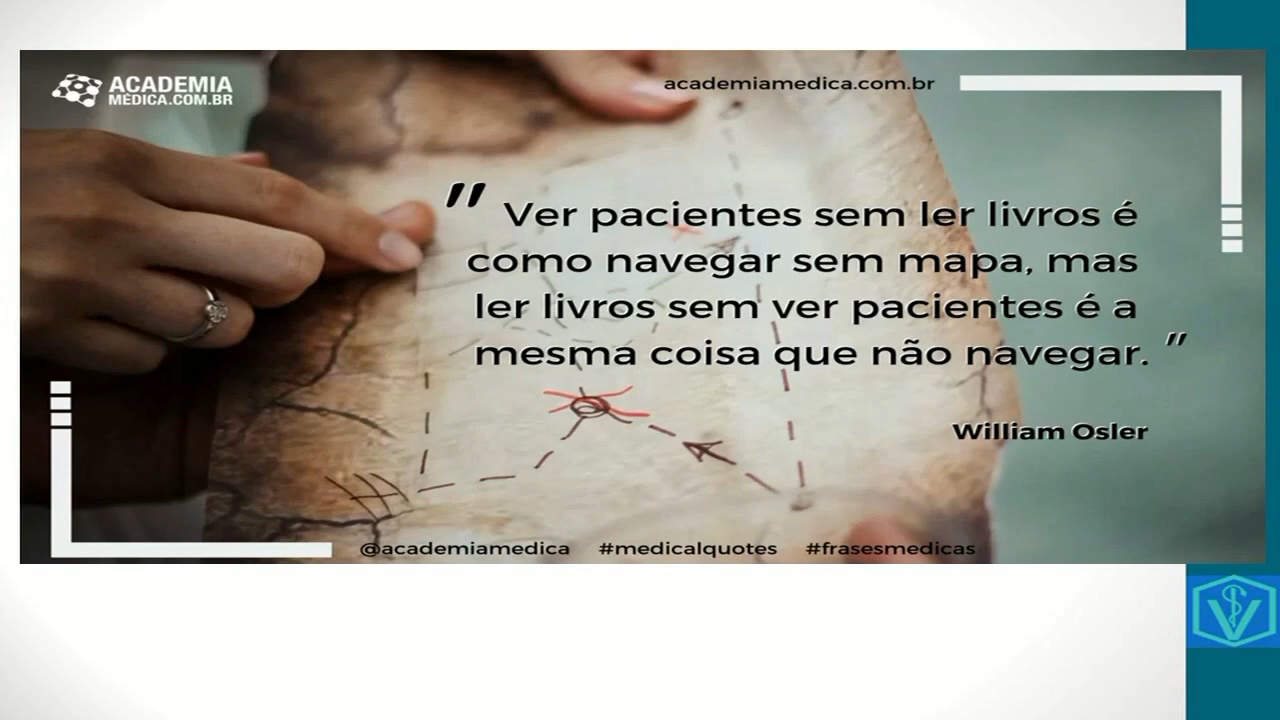 ACADEMIA
MÉDICA.COM.BR
academiamedica.com.br
" Ver pacientes sem ler livros é
como navegar sem mapa, mas
ler livros sem ver pacientes é a
mesma coisa que não navegar. "
William Osler
@academiamedica #medicalquotes #frasesmedicas